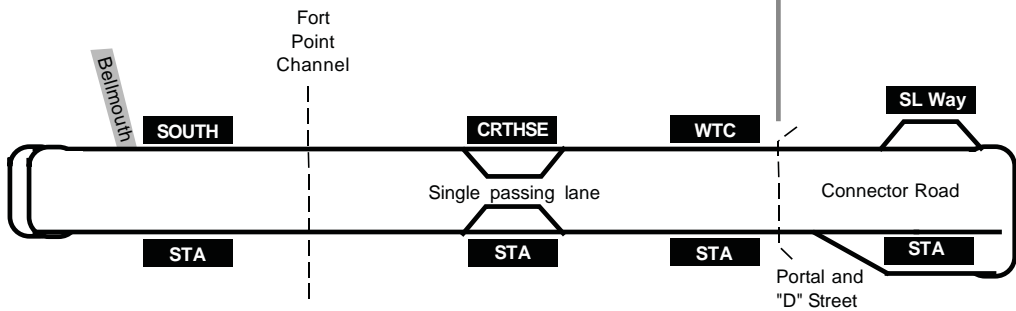 Fort
Point
Channel
Bellmouth
SOUTH
CRTHSE
WTC
SL Way
Single passing lane
Connector Road
STA
STA
STA
STA
Portal and
"D" Street